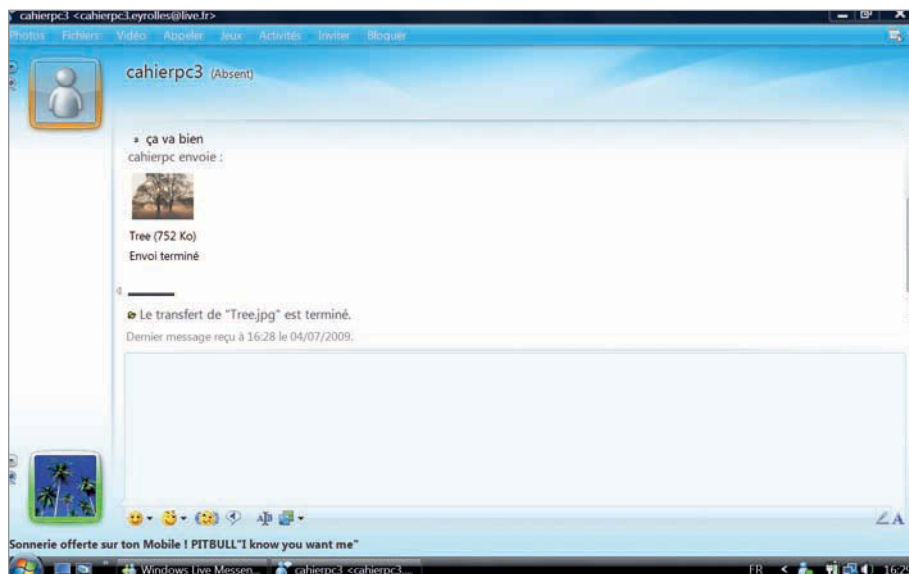 cahierpc3 <cahierpc3.eyrolles@live.fr>
Photos Fichiers Vidéo Appeler Jeux Activités Inviter Bloquer
cahierpc3 (Absent)
ça va bien
cahierpc envoie :
Tree (752 Ko)
Envoi terminé
Le transfert de "Tree.jpg" est terminé.
Dernier message reçu à 16:28 le 04/07/2009.
A
Sonnerie offerte sur ton Mobile ! PITBULL"I know you want me"
Windows Live Messen... cahierpc3 <cahierpc3.... FR < 16:29